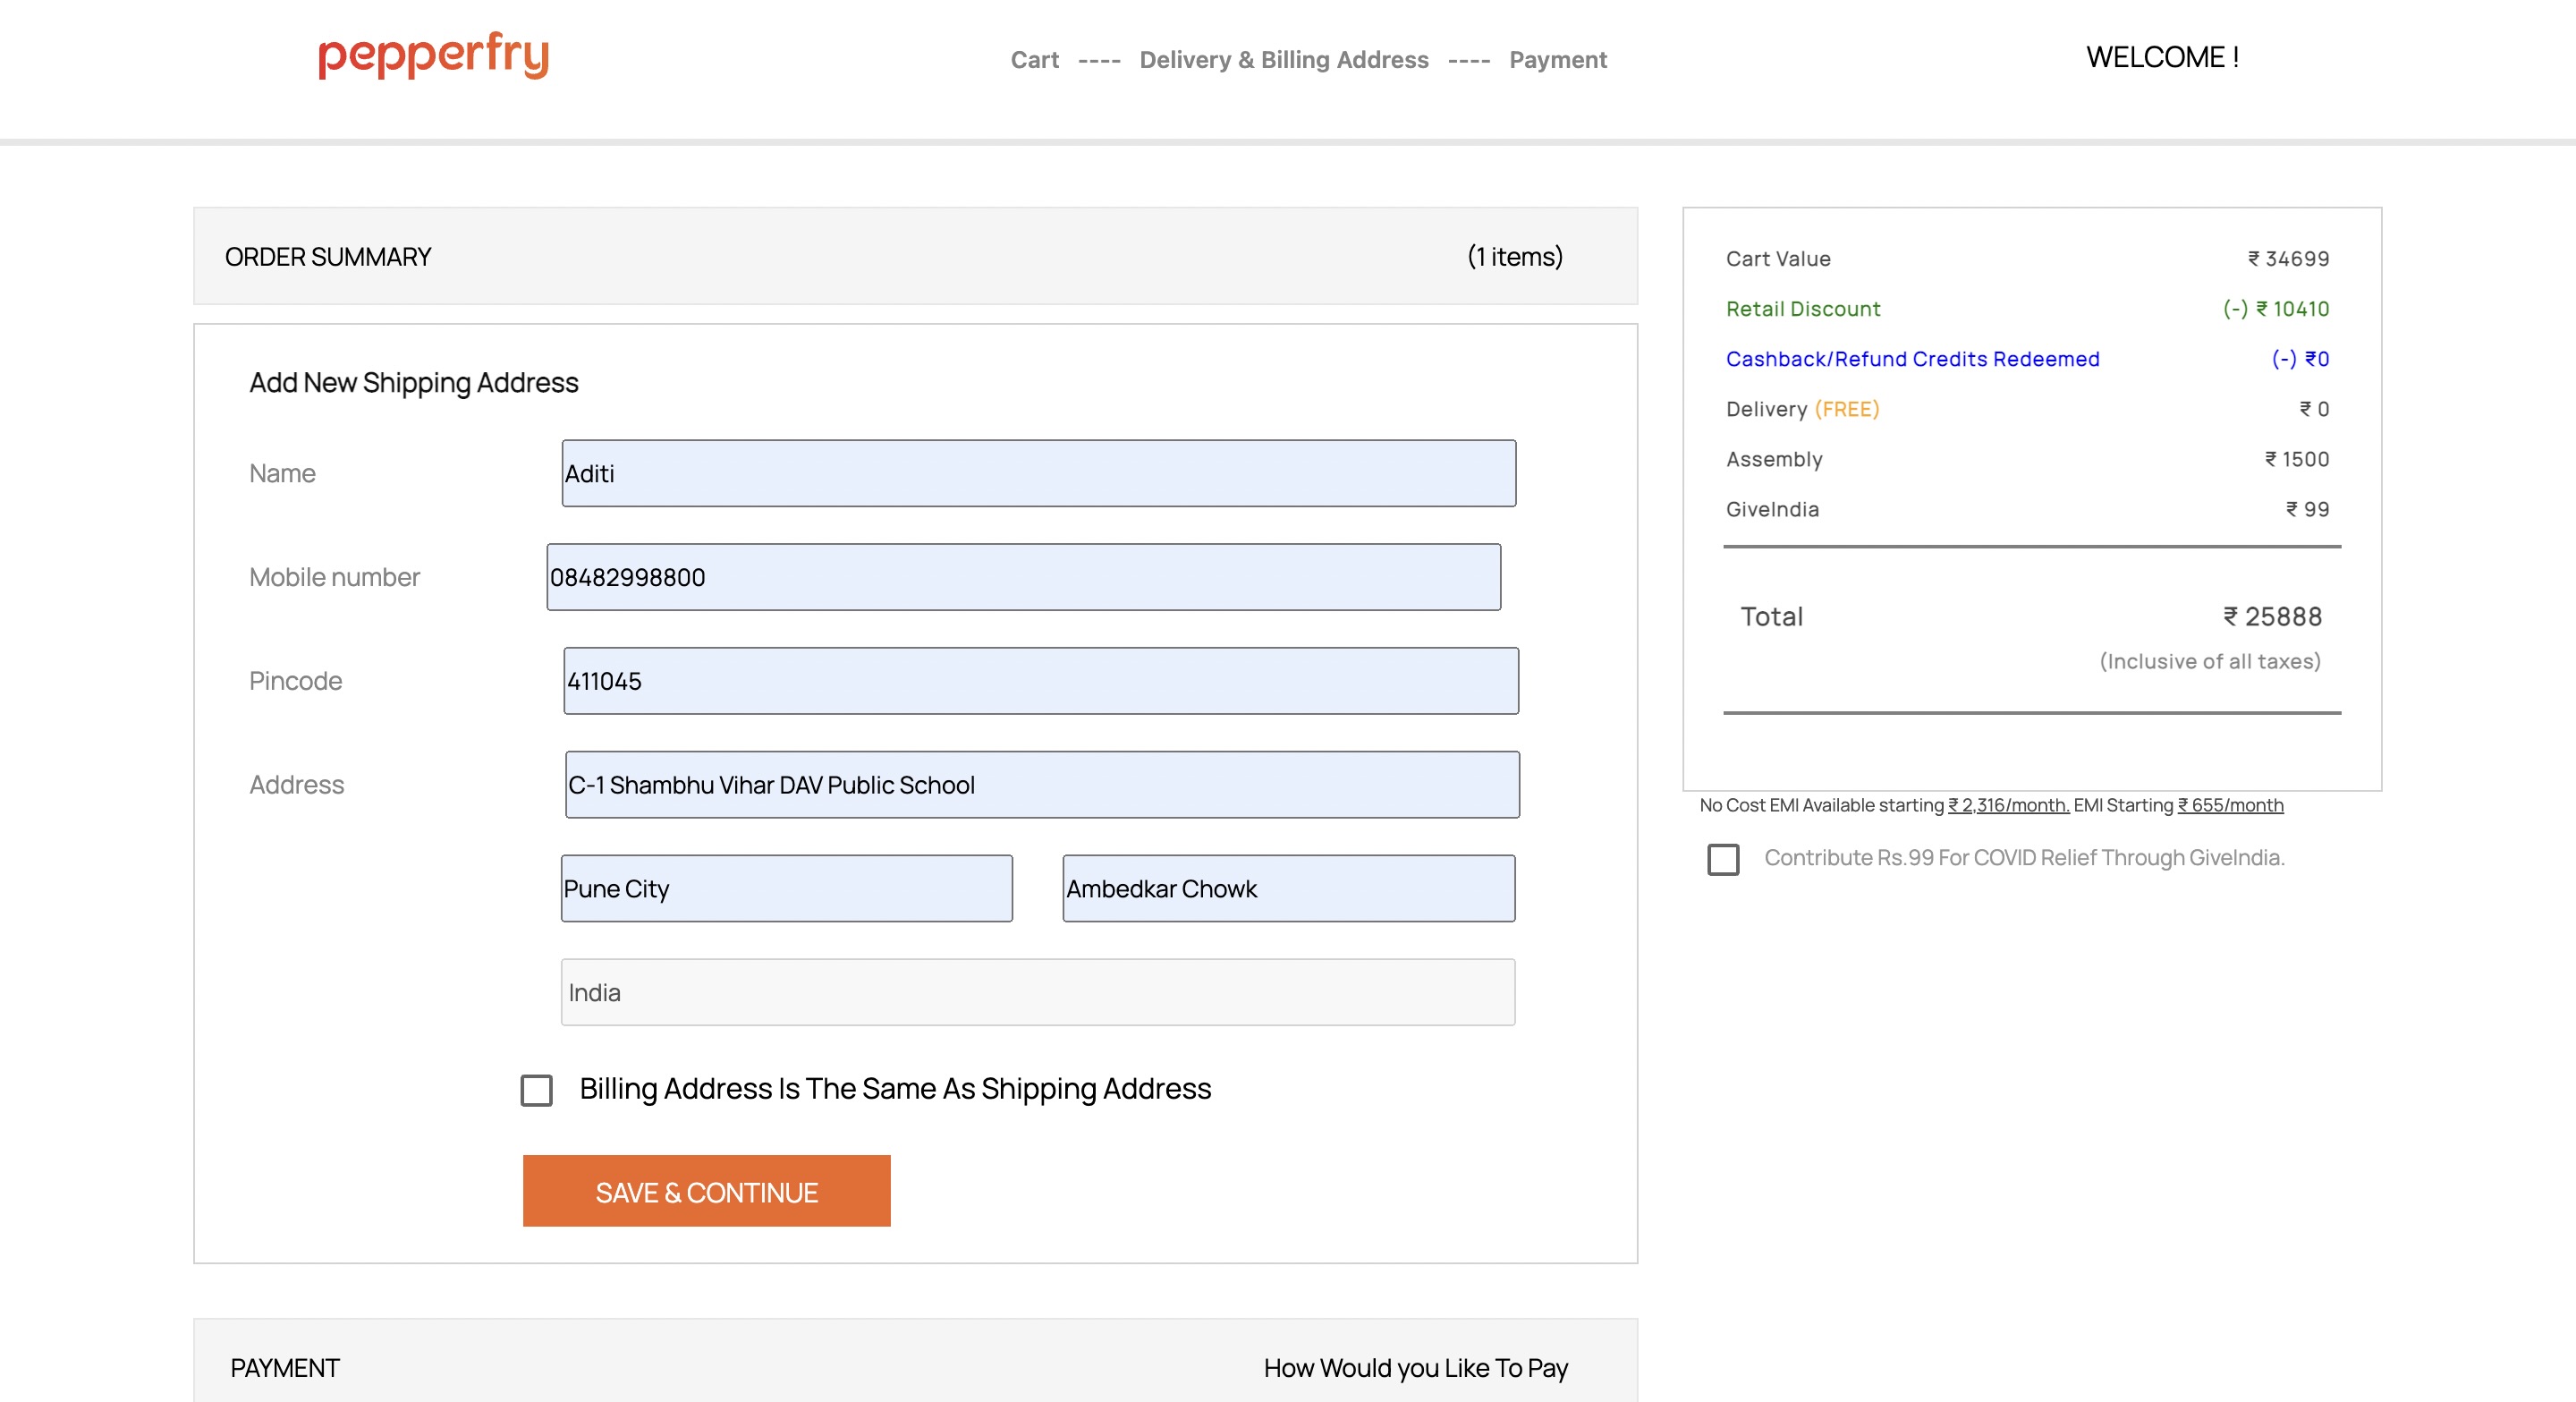 pepperfry
Cart ---- Delivery & Billing Address ---- Payment
WELCOME !
ORDER SUMMARY (1 items)
Add New Shipping Address
Name Aditi
Mobile number 08482998800
Pincode 411045
Address C-1 Shambhu Vihar DAV Public School
Pune City Ambedkar Chowk
India
Billing Address Is The Same As Shipping Address
SAVE & CONTINUE
PAYMENT How Would you Like To Pay
Cart Value ₹ 34699
Retail Discount (-) ₹ 10410
Cashback/Refund Credits Redeemed (-) ₹0
Delivery (FREE) ₹ 0
Assembly ₹ 1500
GiveIndia ₹ 99
Total ₹ 25888
(Inclusive of all taxes)
No Cost EMI Available starting ₹ 2,316/month. EMI Starting ₹ 655/month
Contribute Rs.99 For COVID Relief Through GiveIndia.